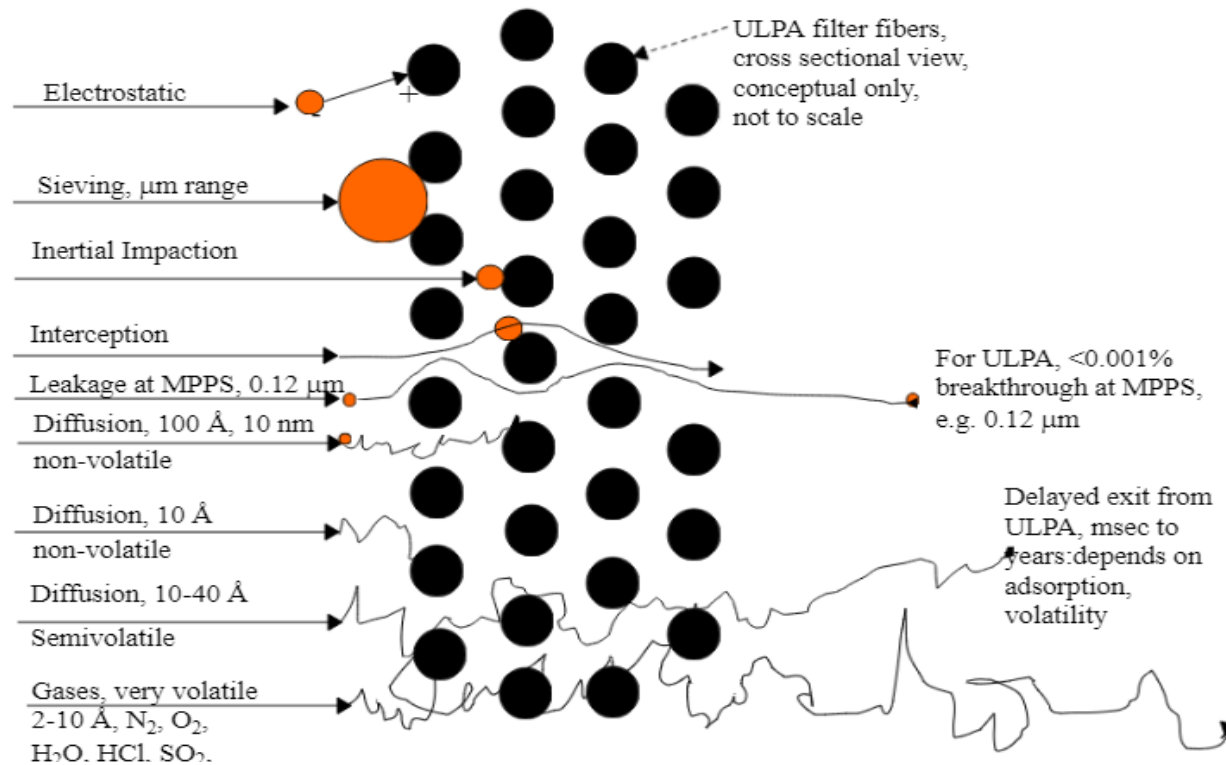 ULPA filter fibers,
cross sectional view,
conceptual only,
not to scale
Electrostatic
+
-
Sieving, μm range
Inertial Impaction
Interception
Leakage at MPPS, 0.12 μm
For ULPA, <0.001%
breakthrough at MPPS,
e.g. 0.12 μm
Diffusion, 100 Å, 10 nm
non-volatile
Diffusion, 10 Å
non-volatile
Delayed exit from
ULPA, msec to
years:depends on
adsorption,
volatility
Diffusion, 10-40 Å
Semivolatile
Gases, very volatile
2-10 Å, N₂, O₂,
H₂O, HCl, SO₂,